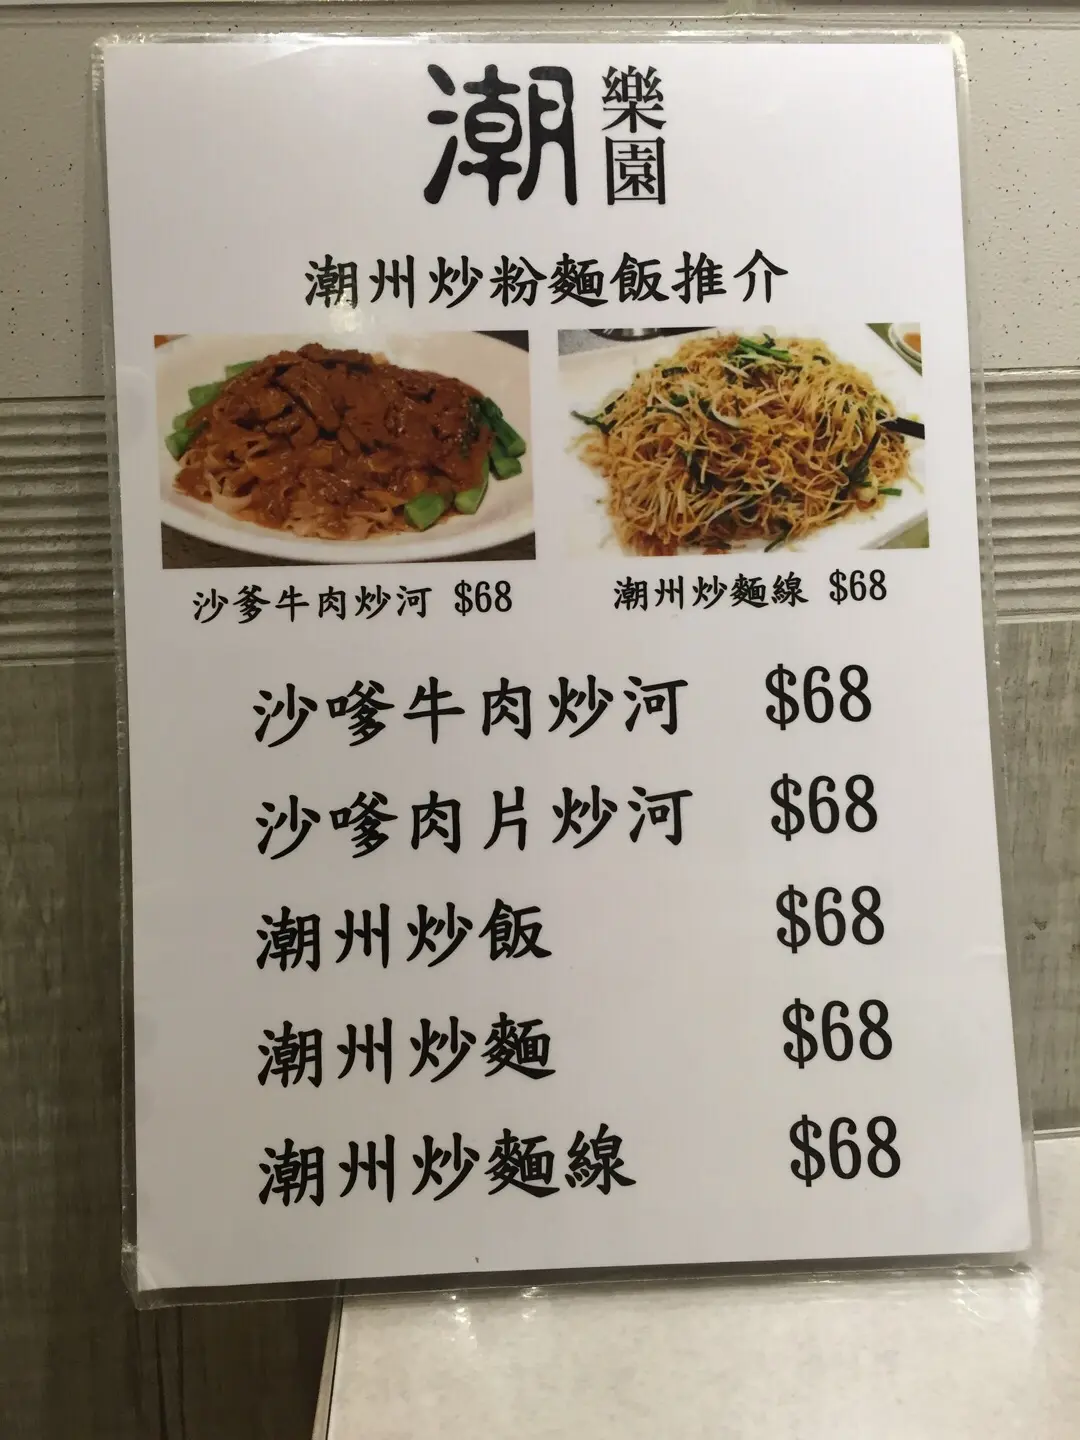 潮樂園
潮州炒粉麵飯推介
沙爹牛肉炒河 $68
潮州炒麵線 $68
沙嗲牛肉炒河 $68
沙嗲肉片炒河 $68
潮州炒飯 $68
潮州炒麵 $68
潮州炒麵線 $68